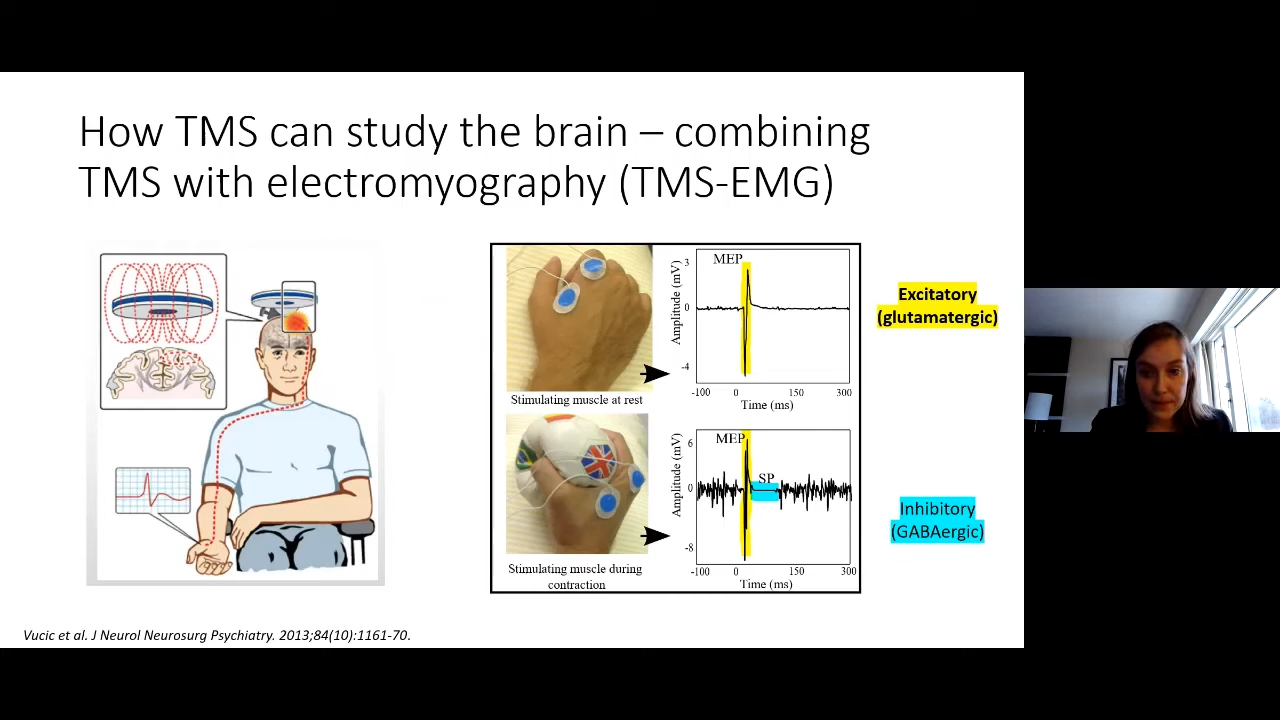 How TMS can study the brain – combining
TMS with electromyography (TMS-EMG)
MEP
3
0
-4
Amplitude (mV)
-100 0 150 300
Time (ms)
Stimulating muscle at rest
Excitatory
(glutamatergic)
MEP
SP
6
0
-8
Amplitude (mV)
-100 0 150 300
Time (ms)
Stimulating muscle during
contraction
Inhibitory
(GABAergic)
Vucic et al. J Neurol Neurosurg Psychiatry. 2013;84(10):1161-70.